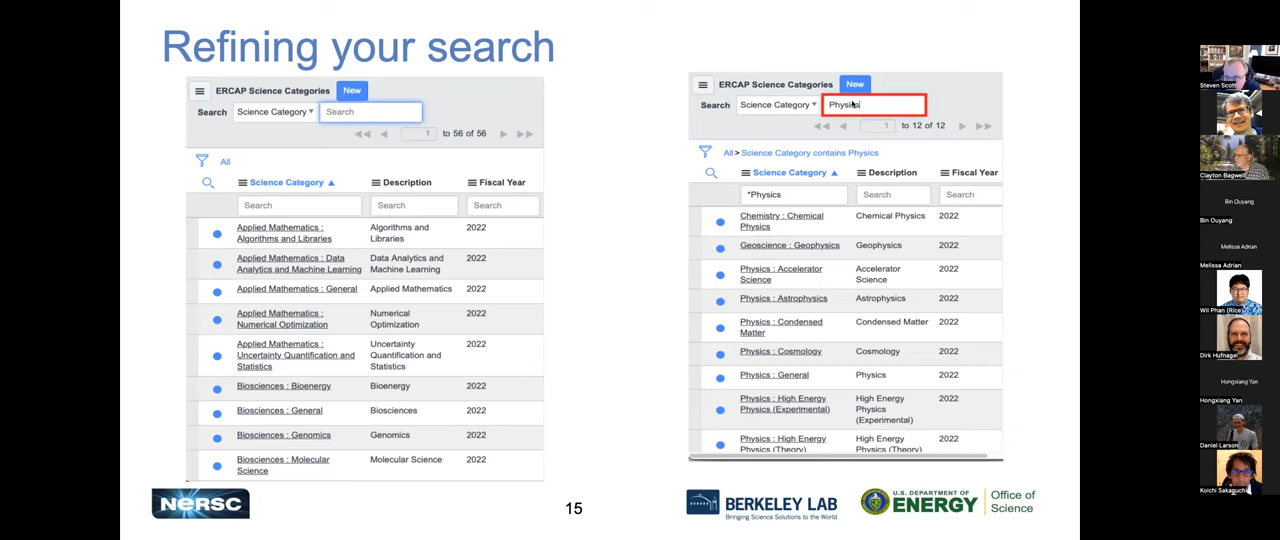 Refining your search
ERCAP Science Categories New
Search Science Category Search
1 to 56 of 56
All
Science Category Description Fiscal Year
Search Search Search
Applied Mathematics : Algorithms and Libraries Algorithms and Libraries 2022
Applied Mathematics : Data Analytics and Machine Learning Data Analytics and Machine Learning 2022
Applied Mathematics : General Applied Mathematics 2022
Applied Mathematics : Numerical Optimization Numerical Optimization 2022
Applied Mathematics : Uncertainty Quantification and Statistics Uncertainty Quantification and Statistics 2022
Biosciences : Bioenergy Bioenergy 2022
Biosciences : General Biosciences 2022
Biosciences : Genomics Genomics 2022
Biosciences : Molecular Science Molecular Science 2022
ERCAP Science Categories New
Search Science Category Physics
1 to 12 of 12
All > Science Category contains Physics
Science Category Description Fiscal Year
*Physics Search Search
Chemistry : Chemical Physics Chemical Physics 2022
Geoscience : Geophysics Geophysics 2022
Physics : Accelerator Science Accelerator Science 2022
Physics : Astrophysics Astrophysics 2022
Physics : Condensed Matter Condensed Matter 2022
Physics : Cosmology Cosmology 2022
Physics : General Physics 2022
Physics : High Energy Physics (Experimental) High Energy Physics (Experimental) 2022
Physics : High Energy Physics (Theory) High Energy Physics (Theory) 2022
NERSC
15
BERKELEY LAB
Bringing Science Solutions to the World
U.S. DEPARTMENT OF
ENERGY
Office of
Science
Steven Scott
Clayton Bagwell
Bin Ouyang
Bin Ouyang
Melissa Adrian
Melissa Adrian
Wil Phan (Rice)
Dirk Hufnagel
Hongxiang Yan
Hongxiang Yan
Daniel Larson
Koichi Sakaguchi